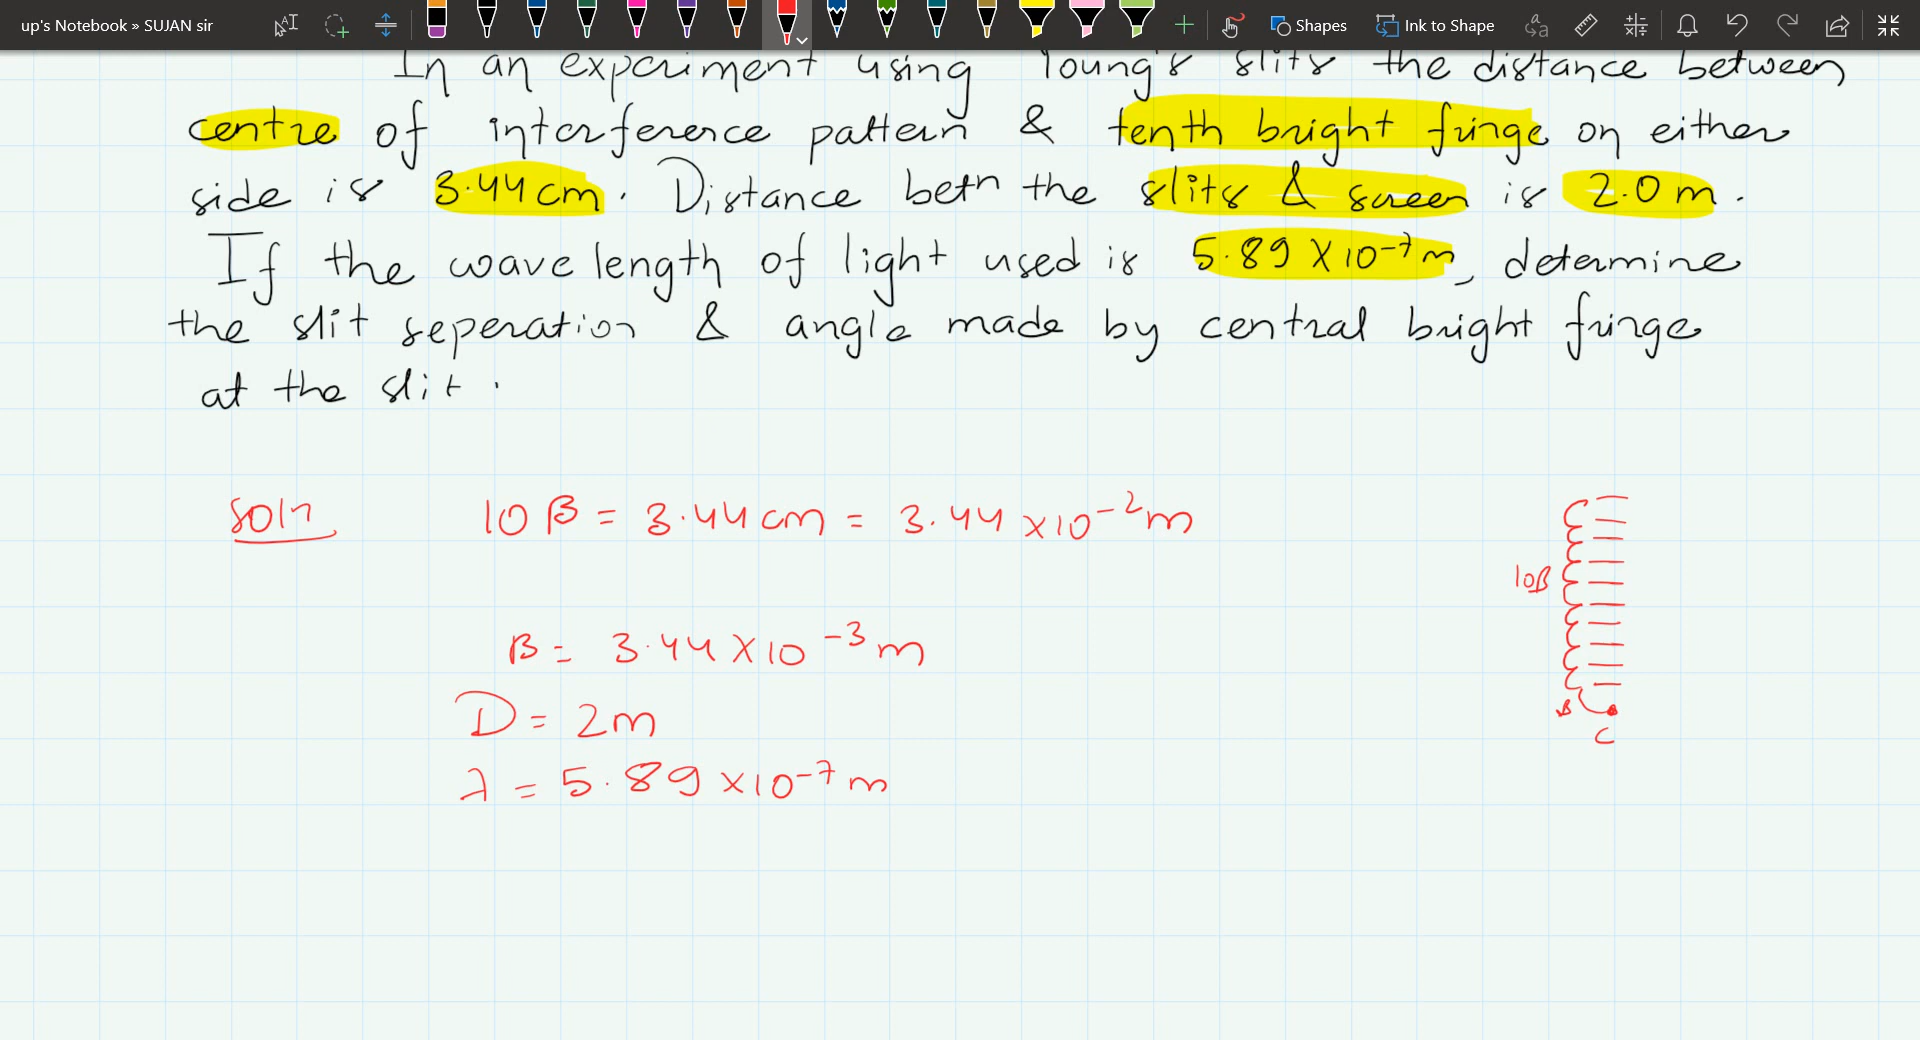 up's Notebook » SUJAN sir
Shapes
Ink to Shape
In an experiment using Young's slits the distance between
centre of interference pattern & tenth bright fringe on either
side is 3.44 cm. Distance betn the slits & screen is 2.0 m.
If the wave length of light used is 5.89 X 10⁻⁷ m, determine
the slit seperation & angle made by central bright fringe
at the slit.
Soln
10 β = 3.44 cm = 3.44 ×10⁻² m
10β
β = 3.44 × 10⁻³ m
D = 2m
β
C
λ = 5.89 ×10⁻⁷ m